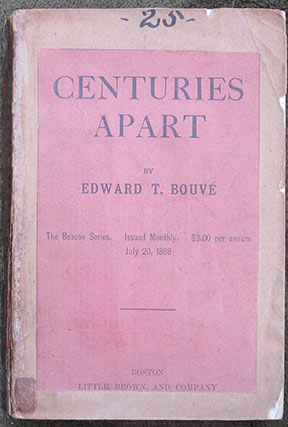 -25-
CENTURIES
APART
BY
EDWARD T. BOUVÉ
The Beacon Series. Issued Monthly. $3.00 per annum
July 20, 1898
BOSTON
LITTLE, BROWN, AND COMPANY